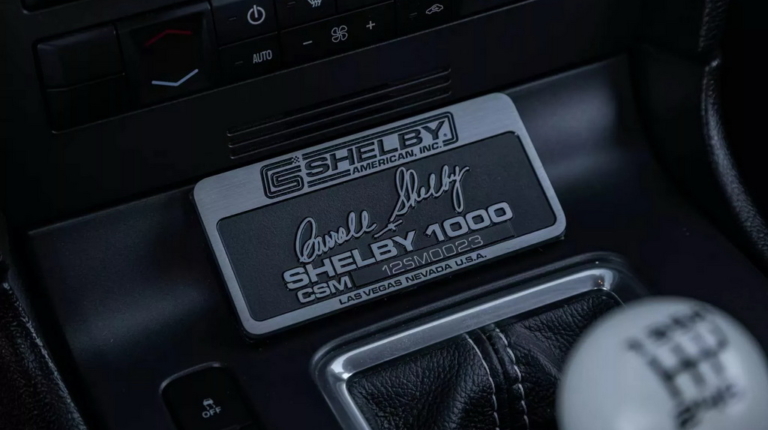 AUTO
- +
SHELBY
AMERICAN, INC.
Carroll Shelby
SHELBY 1000
CSM 12SM0023
LAS VEGAS NEVADA U.S.A.
OFF